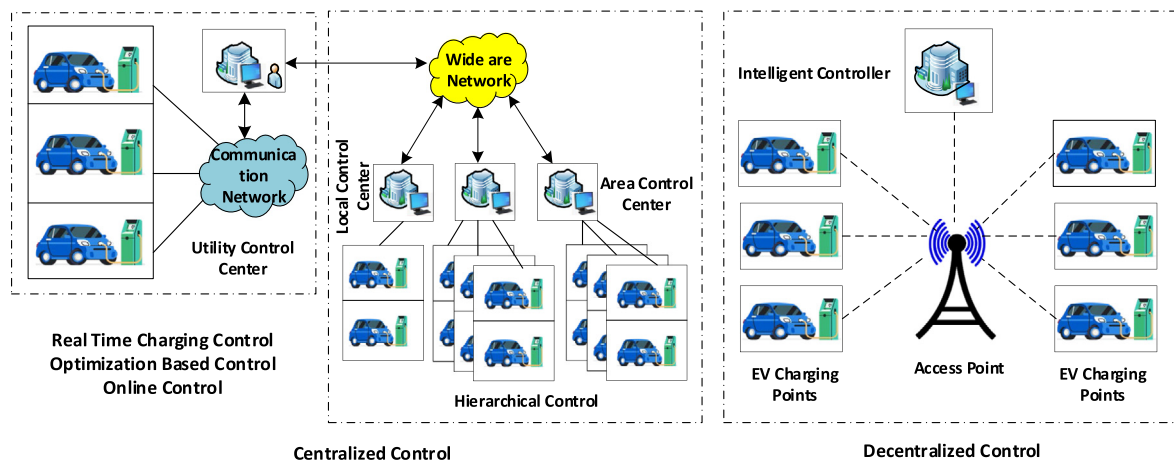 Communica
tion
Network
Utility Control
Center
Real Time Charging Control
Optimization Based Control
Online Control
Wide are
Network
Local Control
Center
Area Control
Center
Hierarchical Control
Centralized Control
Intelligent Controller
EV Charging
Points
Access Point
EV Charging
Points
Decentralized Control